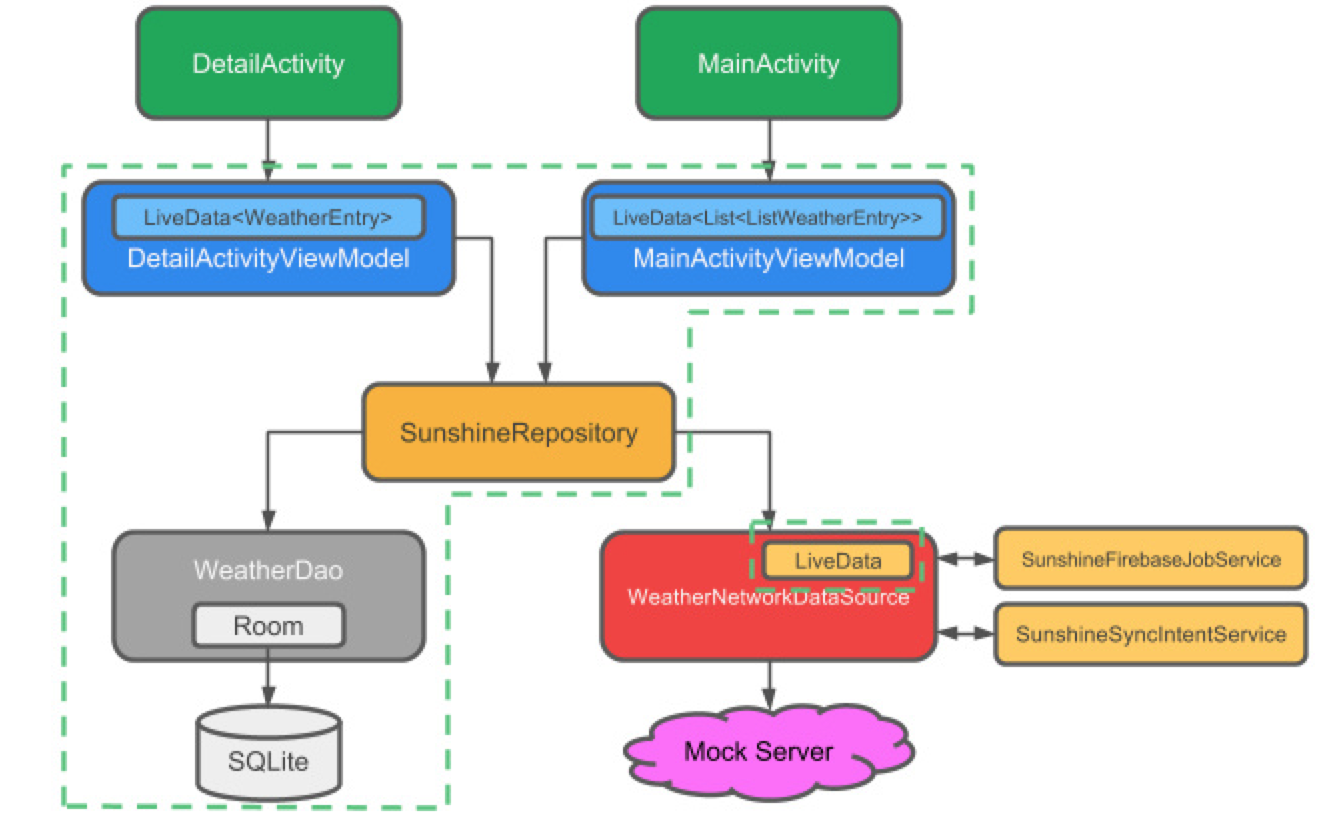 DetailActivity
MainActivity
LiveData<WeatherEntry>
DetailActivityViewModel
LiveData<List<ListWeatherEntry>>
MainActivityViewModel
SunshineRepository
WeatherDao
Room
SQLite
LiveData
WeatherNetworkDataSource
SunshineFirebaseJobService
SunshineSyncIntentService
Mock Server